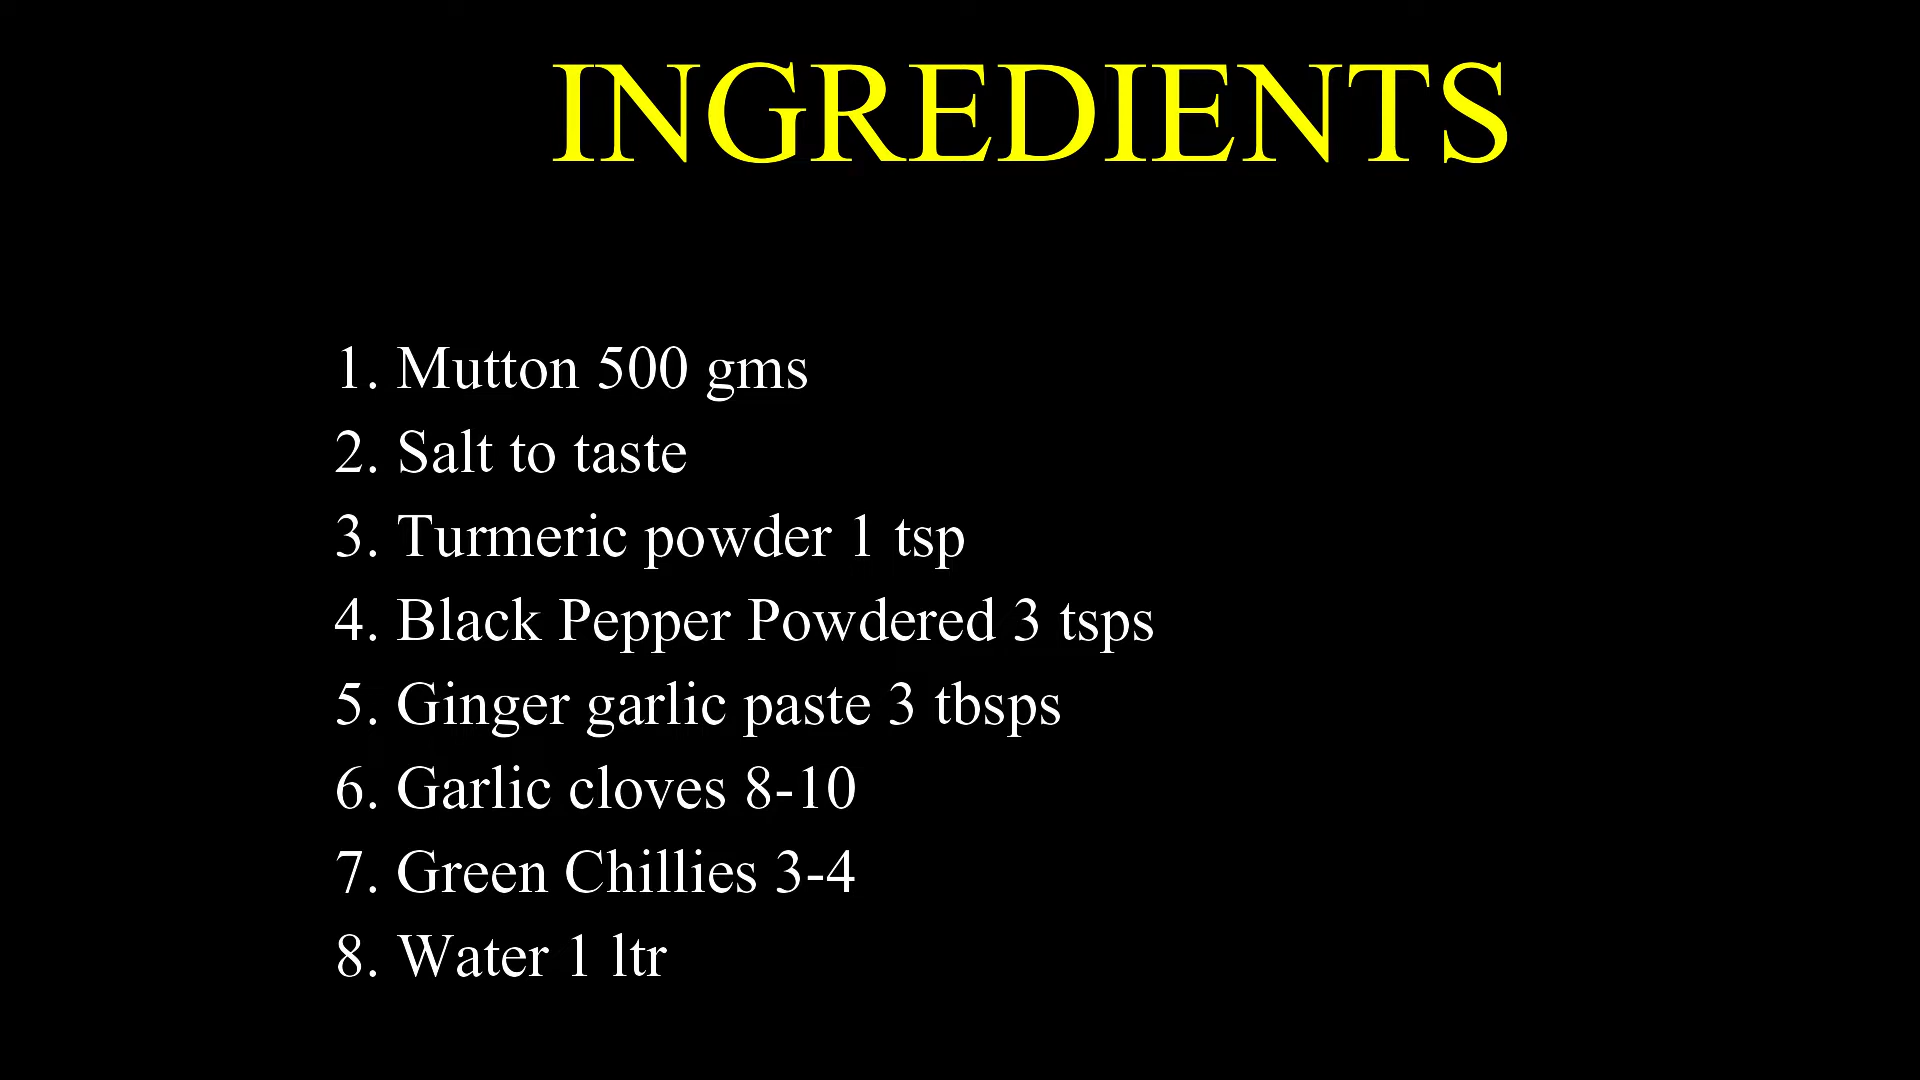 INGREDIENTS
1. Mutton 500 gms
2. Salt to taste
3. Turmeric powder 1 tsp
4. Black Pepper Powdered 3 tsps
5. Ginger garlic paste 3 tbsps
6. Garlic cloves 8-10
7. Green Chillies 3-4
8. Water 1 ltr